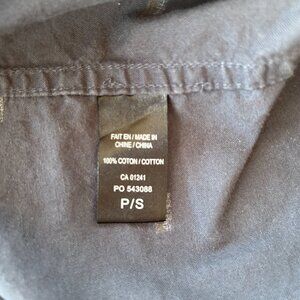 FAIT EN / MADE IN
CHINE / CHINA
100% COTON / COTTON
CA 01241
PO 543088
P/S